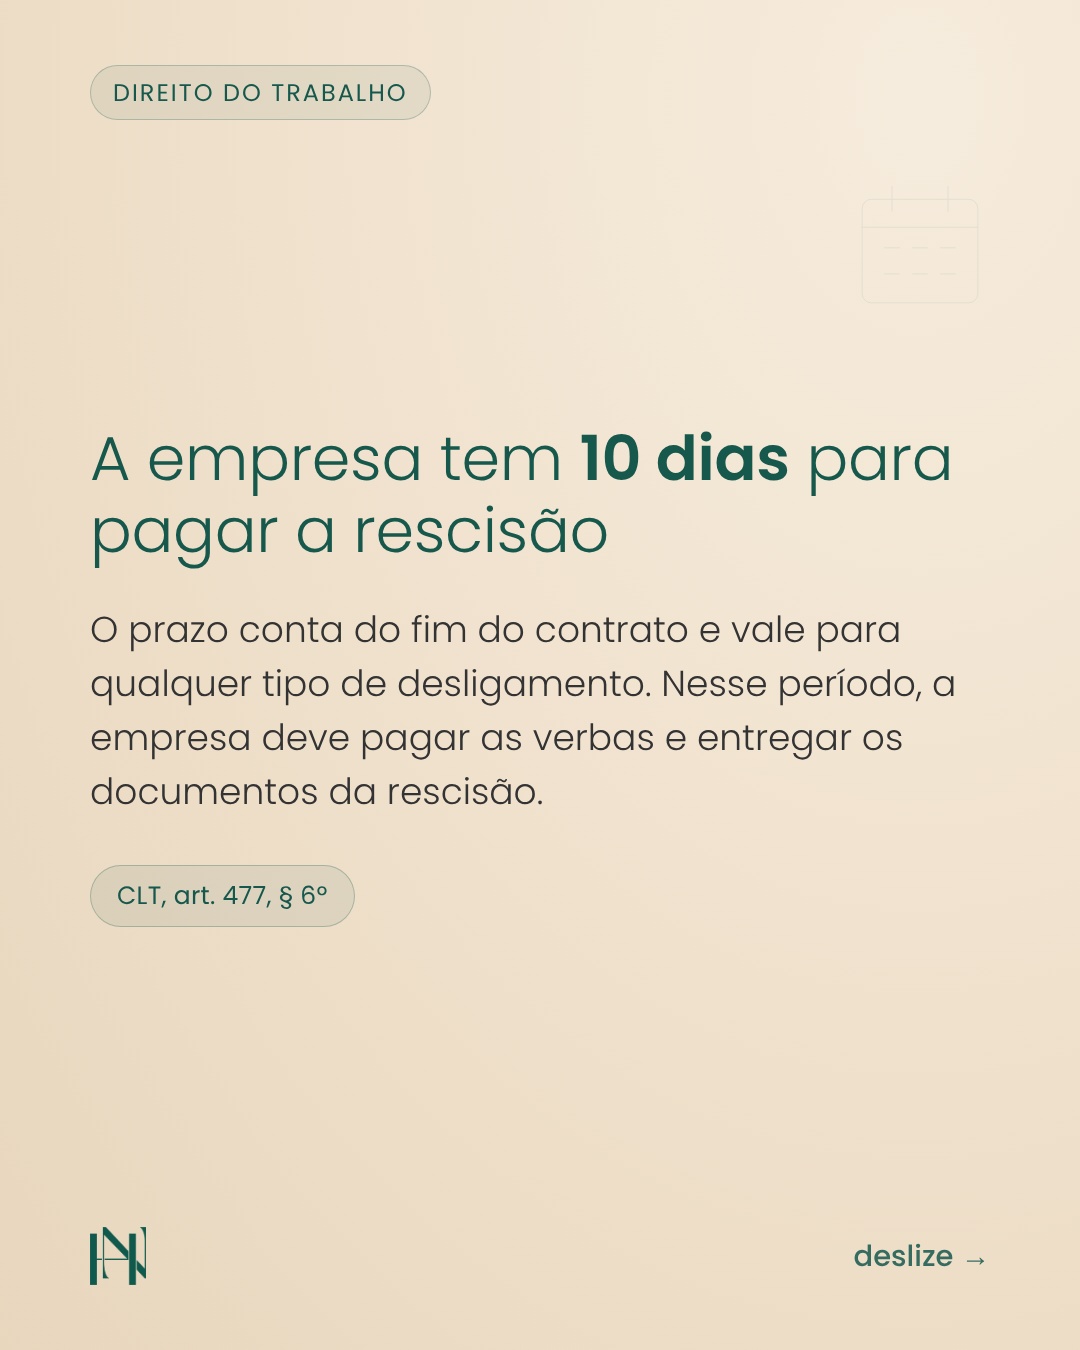 DIREITO DO TRABALHO
A empresa tem 10 dias para
pagar a rescisão
O prazo conta do fim do contrato e vale para
qualquer tipo de desligamento. Nesse período, a
empresa deve pagar as verbas e entregar os
documentos da rescisão.
CLT, art. 477, § 6º
deslize →